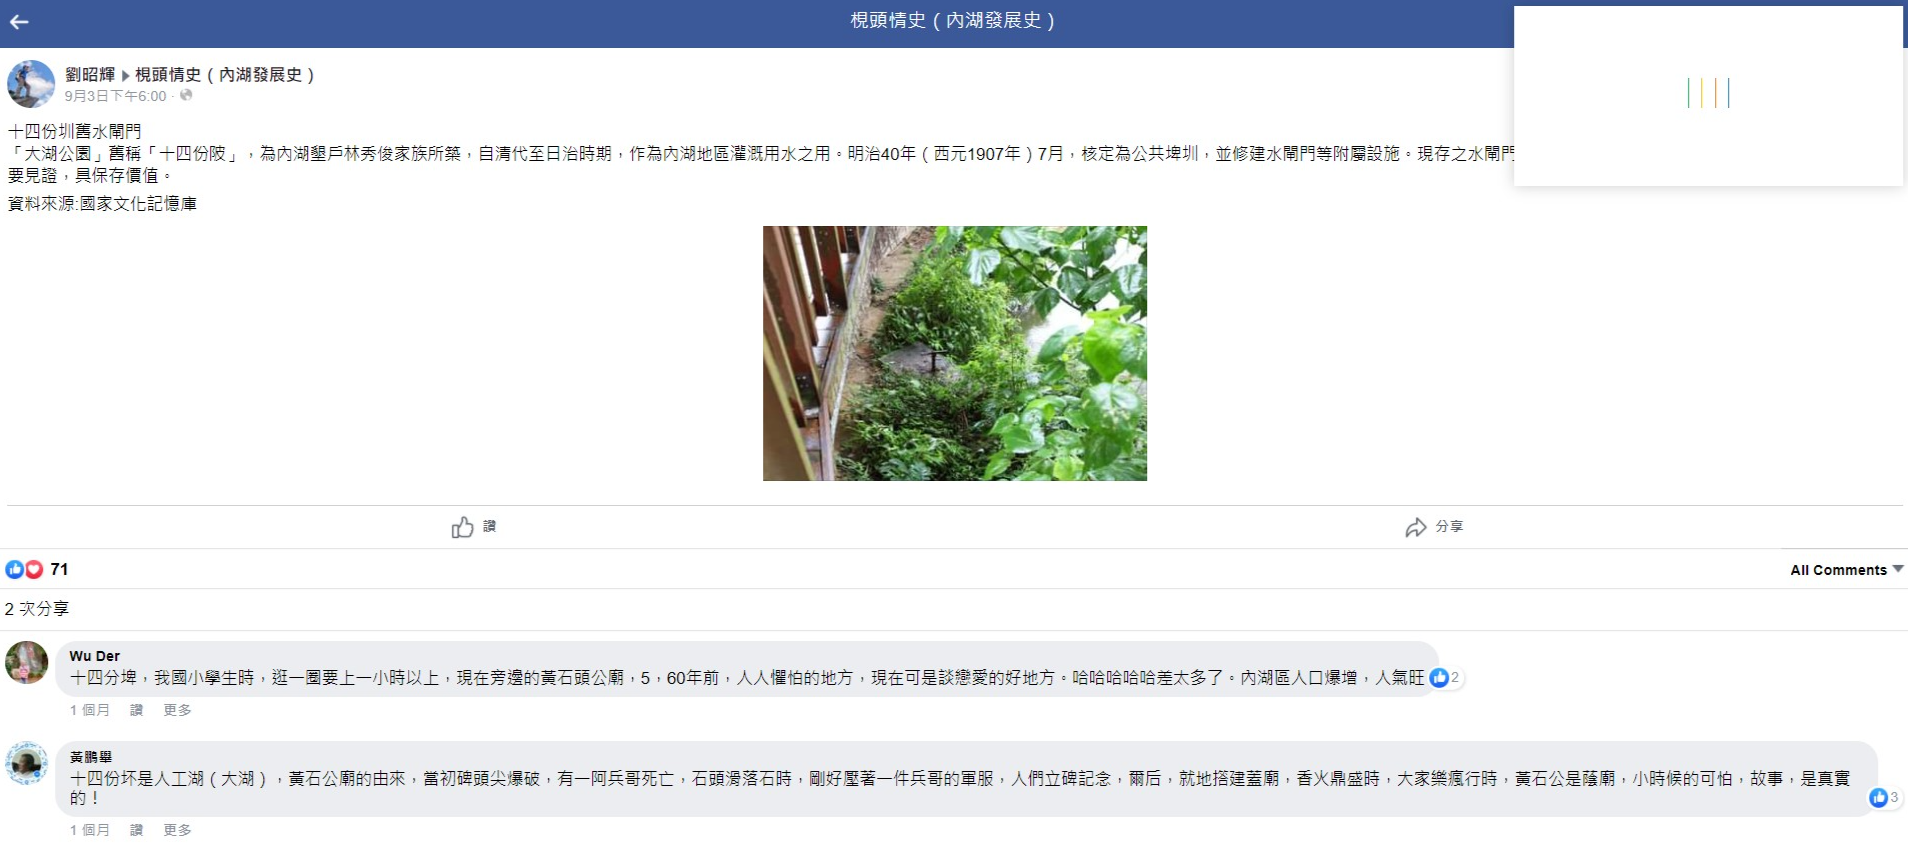 梘頭情史（內湖發展史）
劉昭輝 ▶ 梘頭情史（內湖發展史）
9月3日下午6:00 ·
十四份圳舊水閘門
「大湖公園」舊稱「十四份陂」，為內湖墾戶林秀俊家族所築，自清代至日治時期，作為內湖地區灌溉用水之用。明治40年（西元1907年）7月，核定為公共埤圳，並修建水閘門等附屬設施。現存之水閘門
要見證，具保存價值。
資料來源:國家文化記憶庫
讚
分享
71
All Comments
2 次分享
Wu Der
十四分埤，我國小學生時，逛一圈要上一小時以上，現在旁邊的黃石頭公廟，5，60年前，人人懼怕的地方，現在可是談戀愛的好地方。哈哈哈哈哈差太多了。內湖區人口爆增，人氣旺
2
1 個月 讚 更多
黃鵬舉
十四份坏是人工湖（大湖），黃石公廟的由來，當初碑頭尖爆破，有一阿兵哥死亡，石頭滑落石時，剛好壓著一件兵哥的軍服，人們立碑記念，爾后，就地搭建蓋廟，香火鼎盛時，大家樂瘋行時，黃石公是蔭廟，小時候的可怕，故事，是真實
的！
3
1 個月 讚 更多